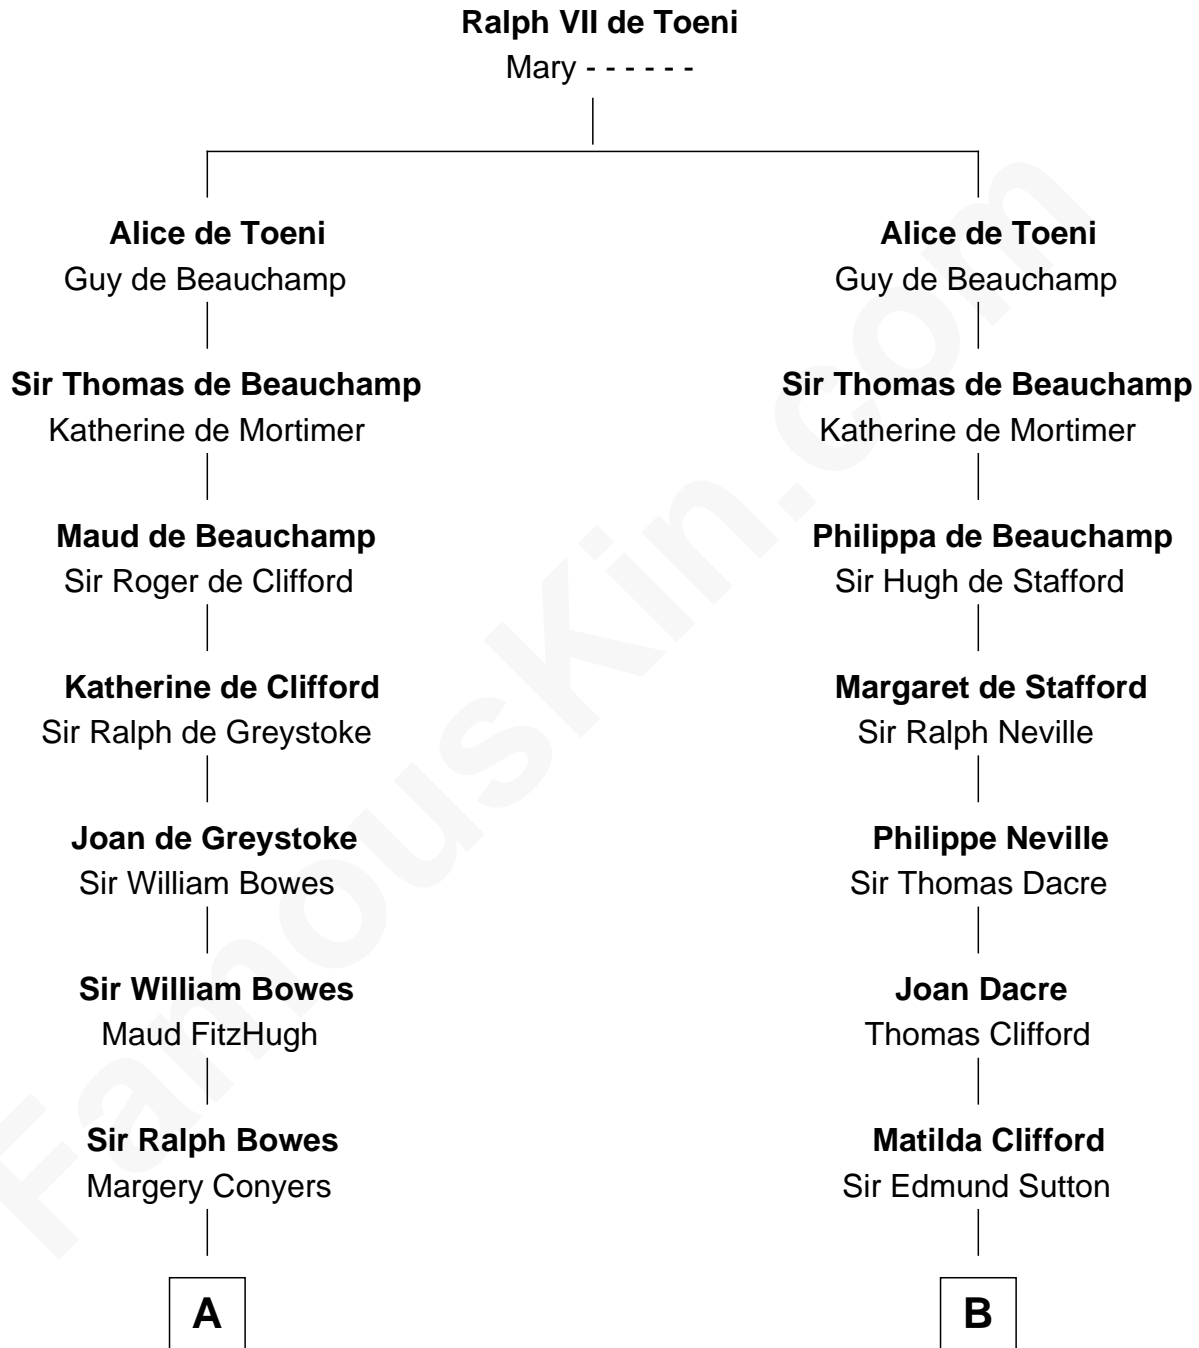 Ralph VII de Toeni
Mary - - - - - -
Alice de Toeni
Guy de Beauchamp
Sir Thomas de Beauchamp
Katherine de Mortimer
Maud de Beauchamp
Sir Roger de Clifford
Katherine de Clifford
Sir Ralph de Greystoke
Joan de Greystoke
Sir William Bowes
Sir William Bowes
Maud FitzHugh
Sir Ralph Bowes
Margery Conyers
A
Alice de Toeni
Guy de Beauchamp
Sir Thomas de Beauchamp
Katherine de Mortimer
Philippa de Beauchamp
Sir Hugh de Stafford
Margaret de Stafford
Sir Ralph Neville
Philippe Neville
Sir Thomas Dacre
Joan Dacre
Thomas Clifford
Matilda Clifford
Sir Edmund Sutton
B
FamousKin.com